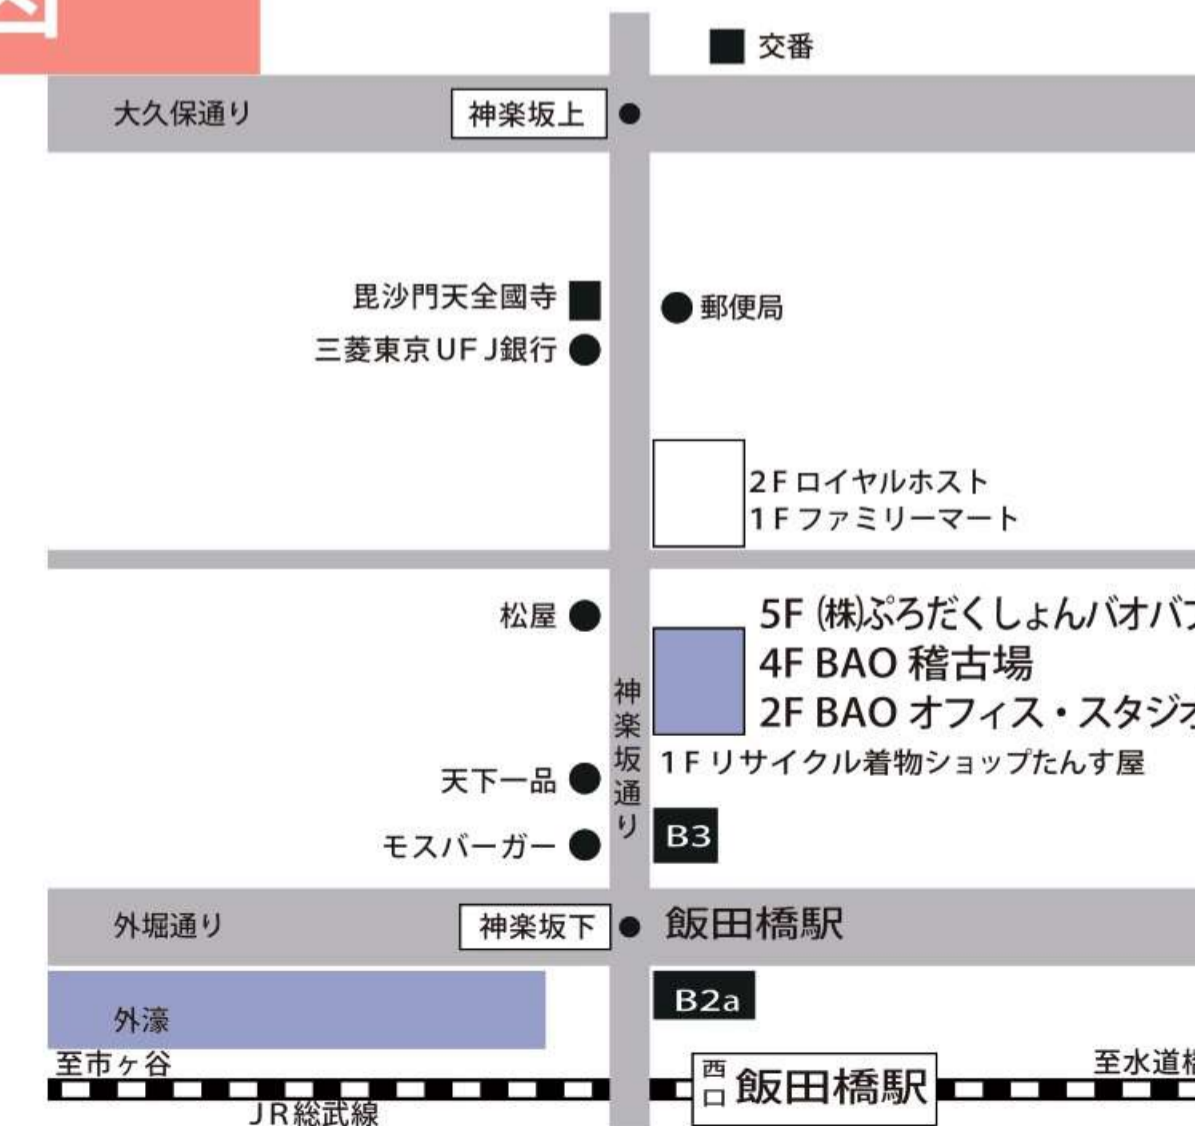 交番
大久保通り
神楽坂上
毘沙門天全國寺
郵便局
三菱東京UFJ銀行
2F ロイヤルホスト
1F ファミリーマート
松屋
5F (株)ぷろだくしょんバオバブ
4F BAO 稽古場
2F BAO オフィス・スタジオ
神楽坂通り
1F リサイクル着物ショップたんす屋
天下一品
モスバーガー
B3
外堀通り
神楽坂下
飯田橋駅
B2a
外濠
至市ヶ谷
西口
飯田橋駅
至水道橋
JR総武線